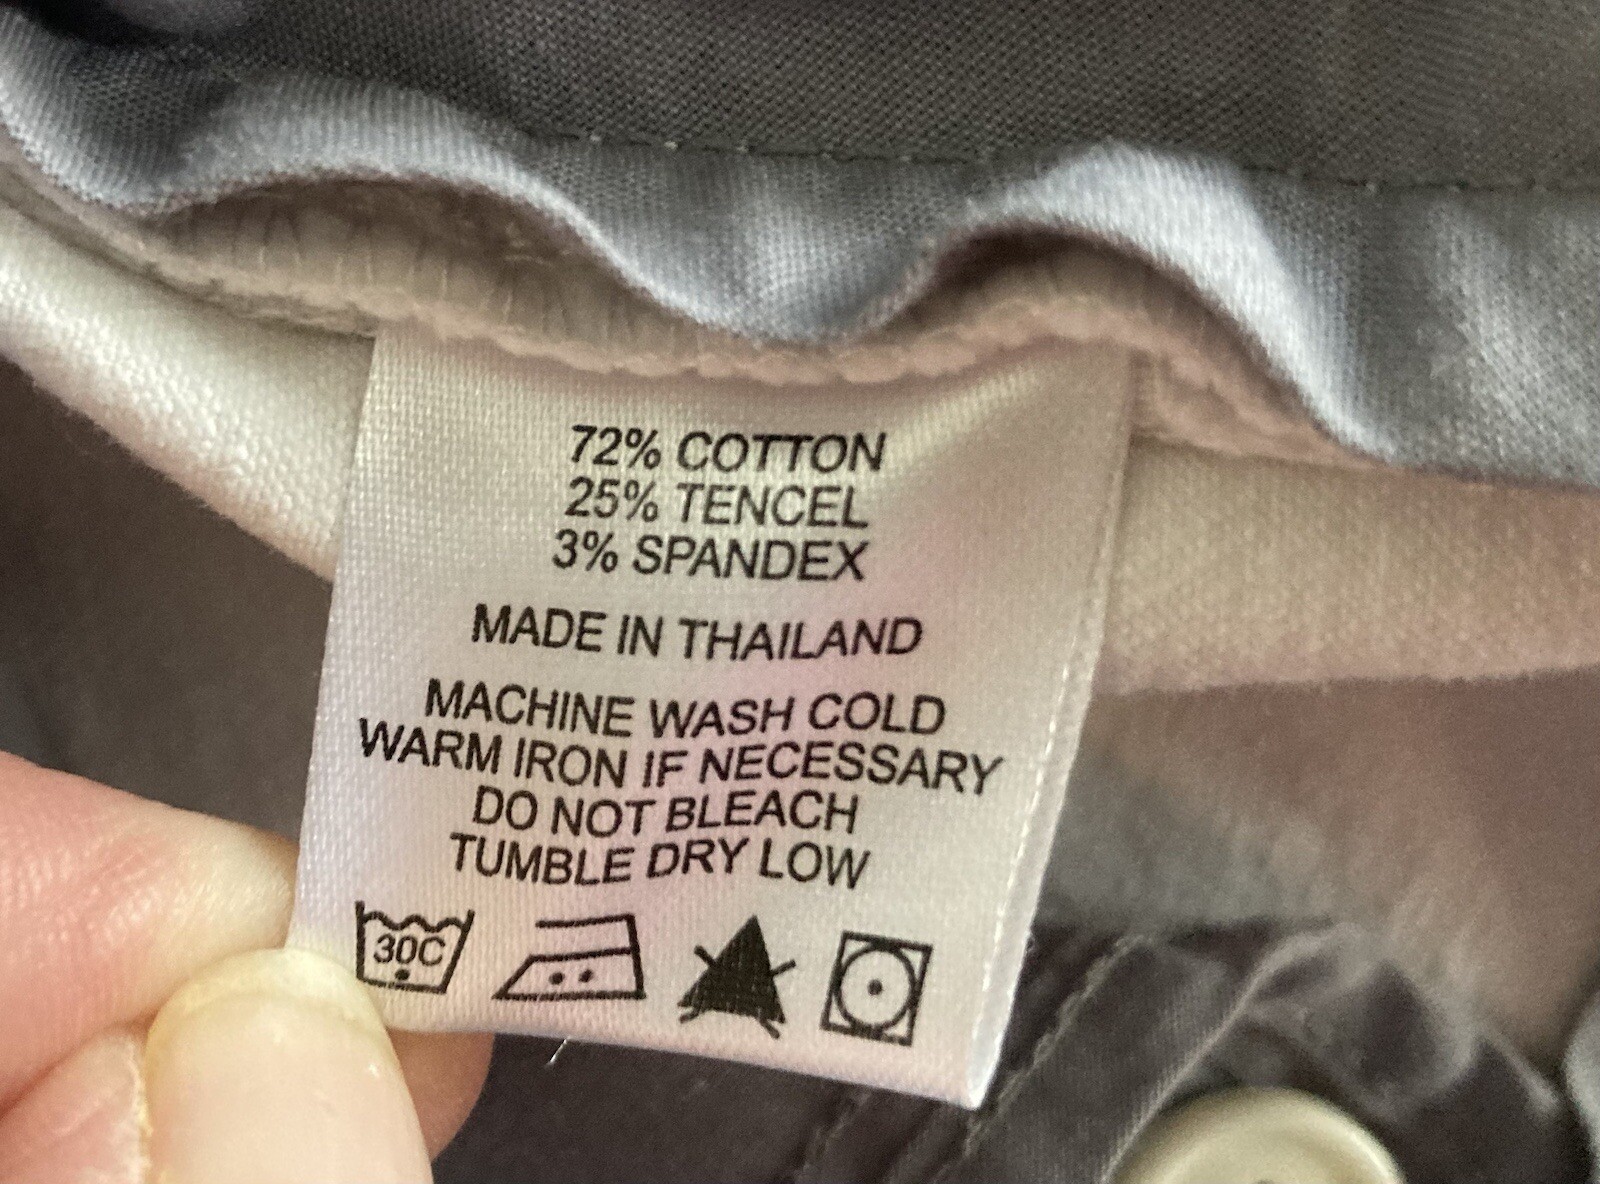 72% COTTON
25% TENCEL
3% SPANDEX
MADE IN THAILAND
MACHINE WASH COLD
WARM IRON IF NECESSARY
DO NOT BLEACH
TUMBLE DRY LOW
30C